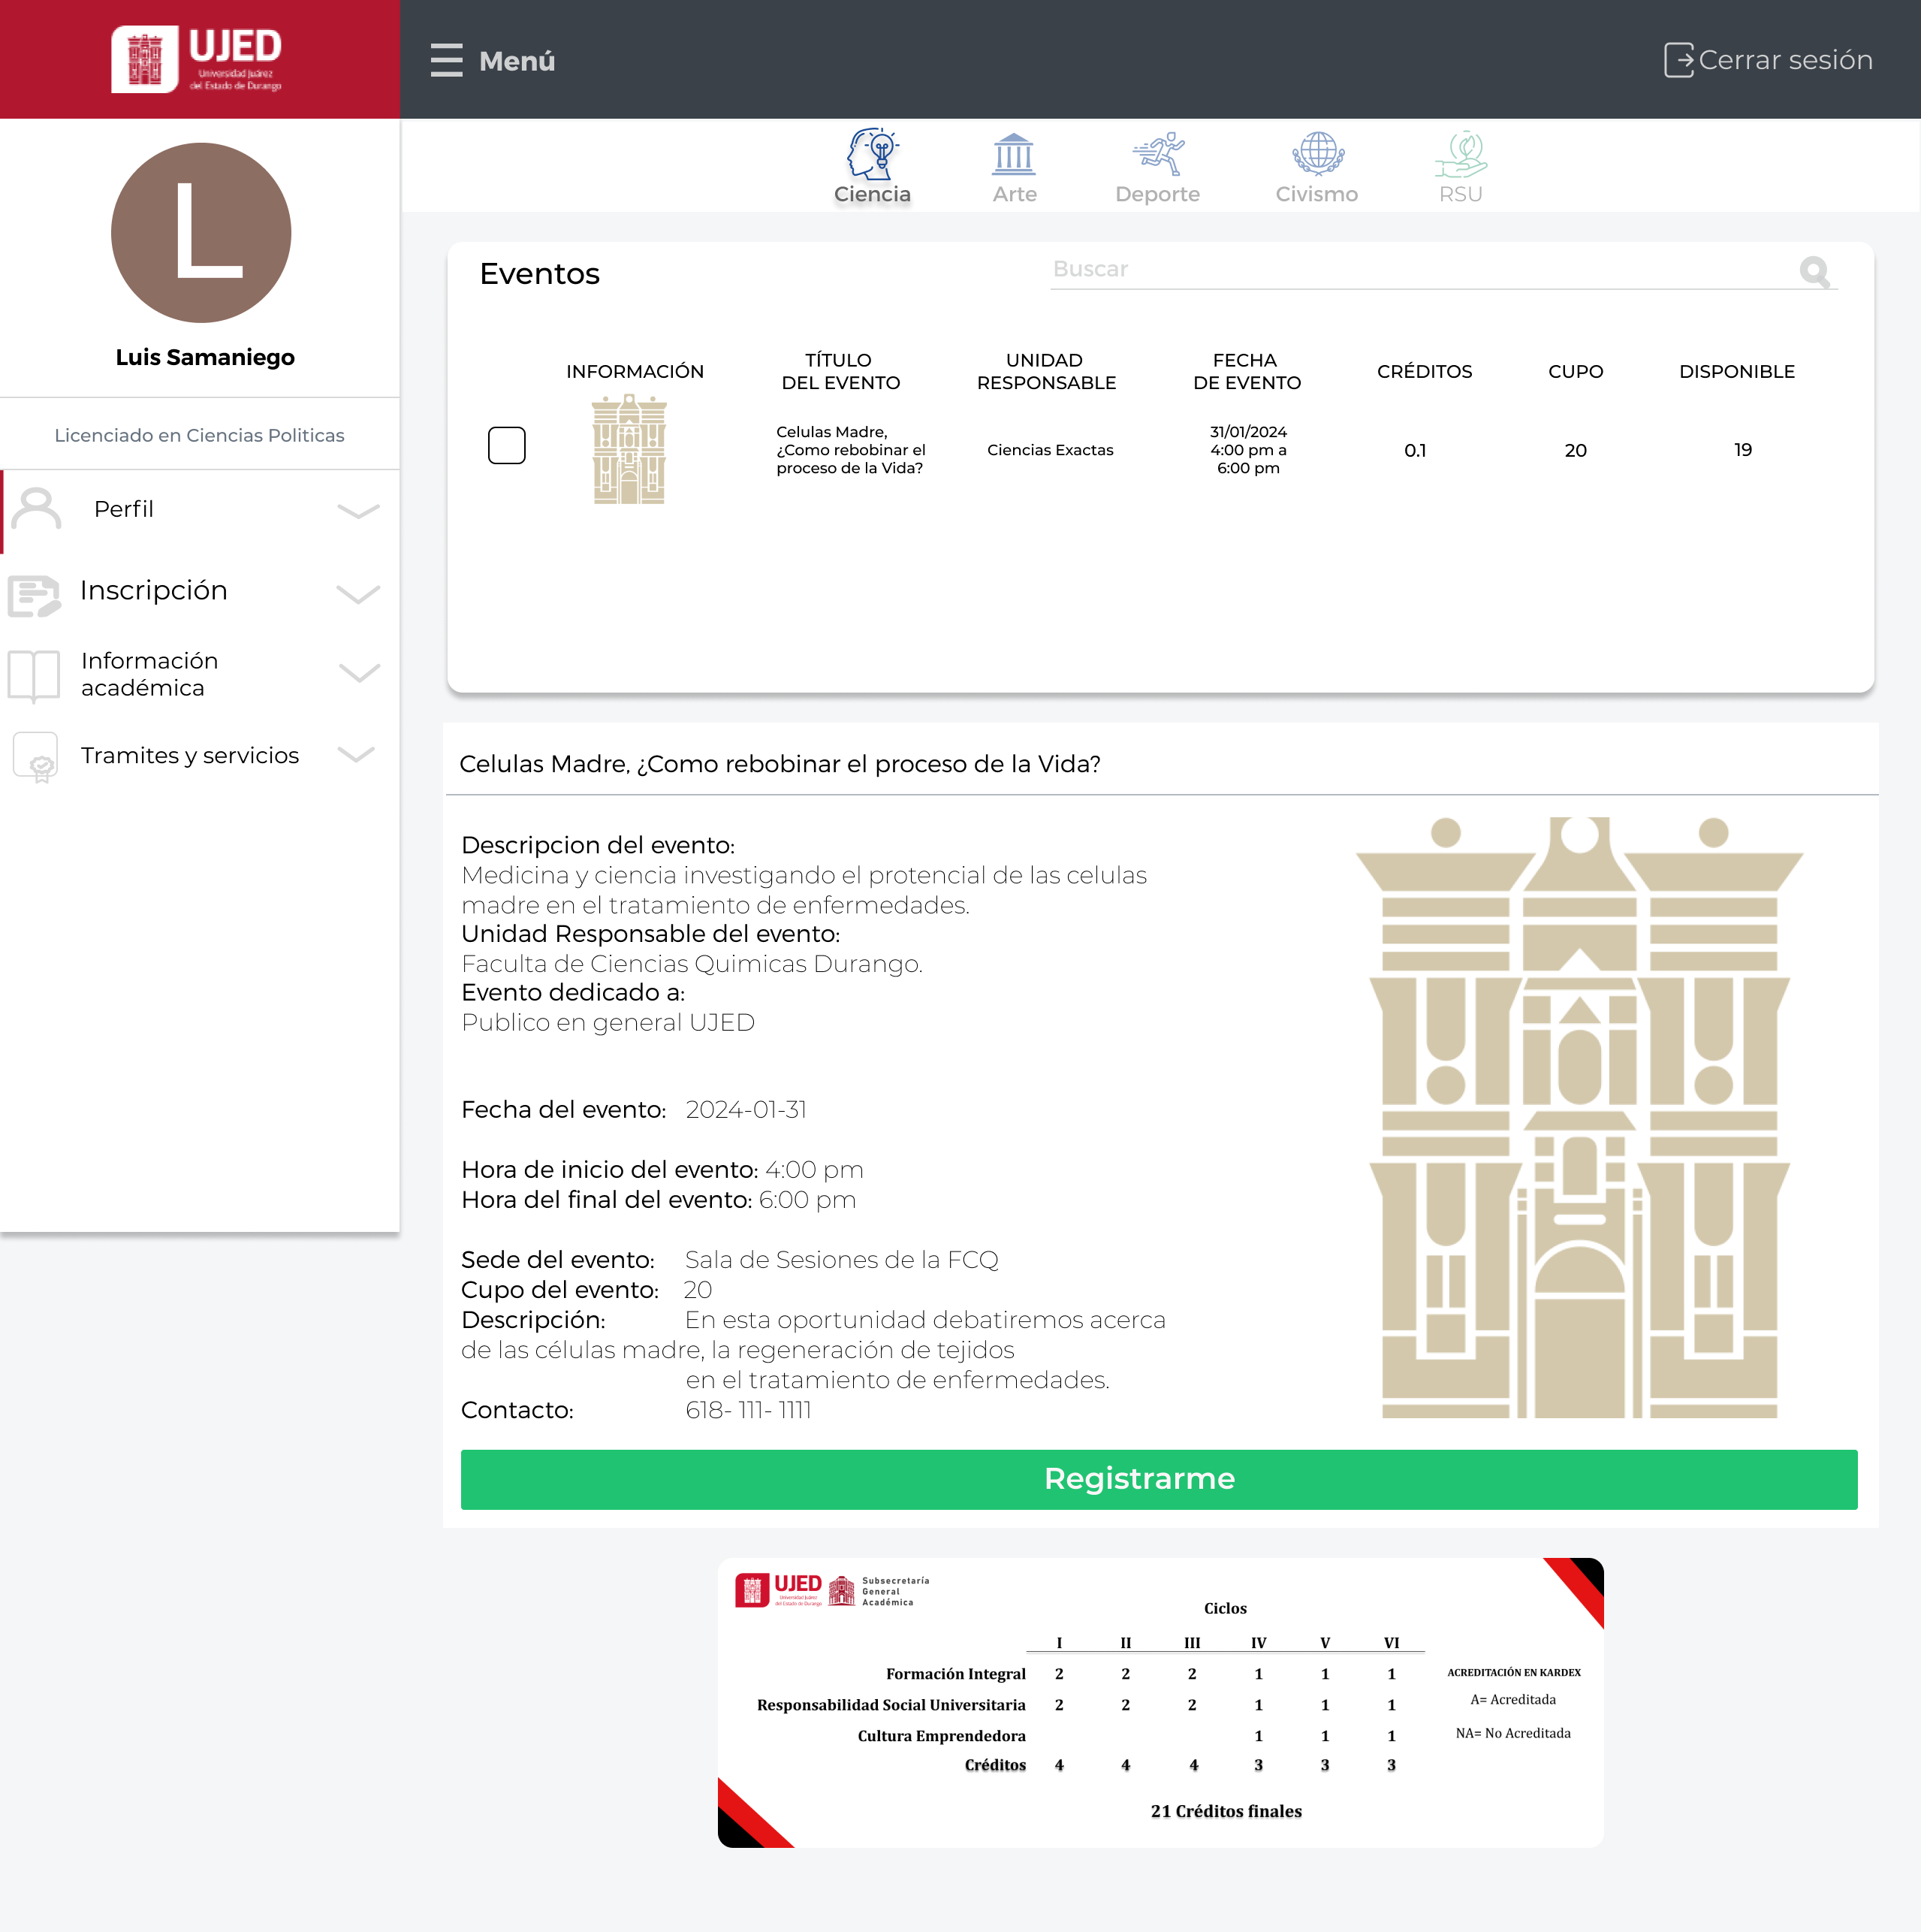 UJED
Universidad Juárez
del Estado de Durango
Menú
Cerrar sesión
L
Luis Samaniego
Licenciado en Ciencias Politicas
Perfil
Inscripción
Información
académica
Tramites y servicios
Ciencia
Arte
Deporte
Civismo
RSU
Eventos
Buscar
INFORMACIÓN
TÍTULO
DEL EVENTO
UNIDAD
RESPONSABLE
FECHA
DE EVENTO
CRÉDITOS
CUPO
DISPONIBLE
Celulas Madre,
¿Como rebobinar el
proceso de la Vida?
Ciencias Exactas
31/01/2024
4:00 pm a
6:00 pm
0.1
20
19
Celulas Madre, ¿Como rebobinar el proceso de la Vida?
Descripcion del evento:
Medicina y ciencia investigando el protencial de las celulas
madre en el tratamiento de enfermedades.
Unidad Responsable del evento:
Faculta de Ciencias Quimicas Durango.
Evento dedicado a:
Publico en general UJED
Fecha del evento: 2024-01-31
Hora de inicio del evento: 4:00 pm
Hora del final del evento: 6:00 pm
Sede del evento: Sala de Sesiones de la FCQ
Cupo del evento: 20
Descripción: En esta oportunidad debatiremos acerca
de las células madre, la regeneración de tejidos
en el tratamiento de enfermedades.
Contacto: 618- 111- 1111
Registrarme
UJED
Universidad Juárez
del Estado de Durango
Subsecretaría
General
Académica
Ciclos
I II III IV V VI
Formación Integral 2 2 2 1 1 1
Responsabilidad Social Universitaria 2 2 2 1 1 1
Cultura Emprendedora 1 1 1
Créditos 4 4 4 3 3 3
21 Créditos finales
ACREDITACIÓN EN KARDEX
A= Acreditada
NA= No Acreditada